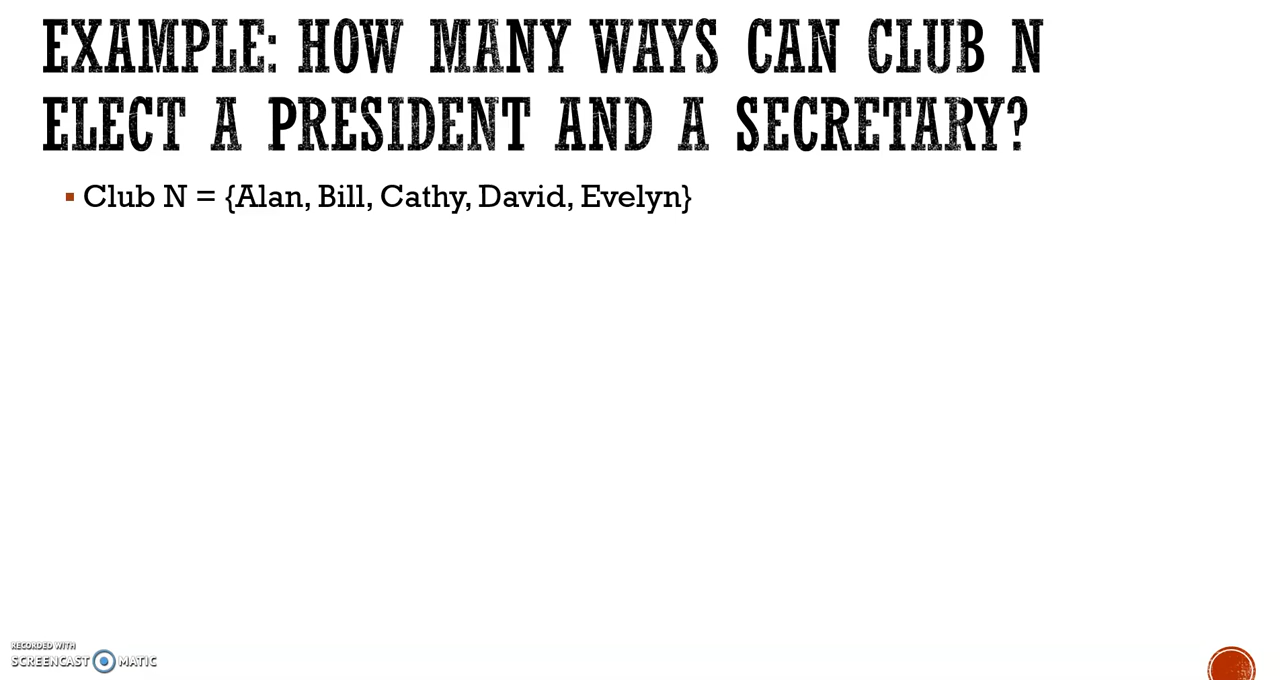 EXAMPLE: HOW MANY WAYS CAN CLUB N
ELECT A PRESIDENT AND A SECRETARY?
▪ Club N = {Alan, Bill, Cathy, David, Evelyn}
RECORDED WITH
SCREENCAST MATIC